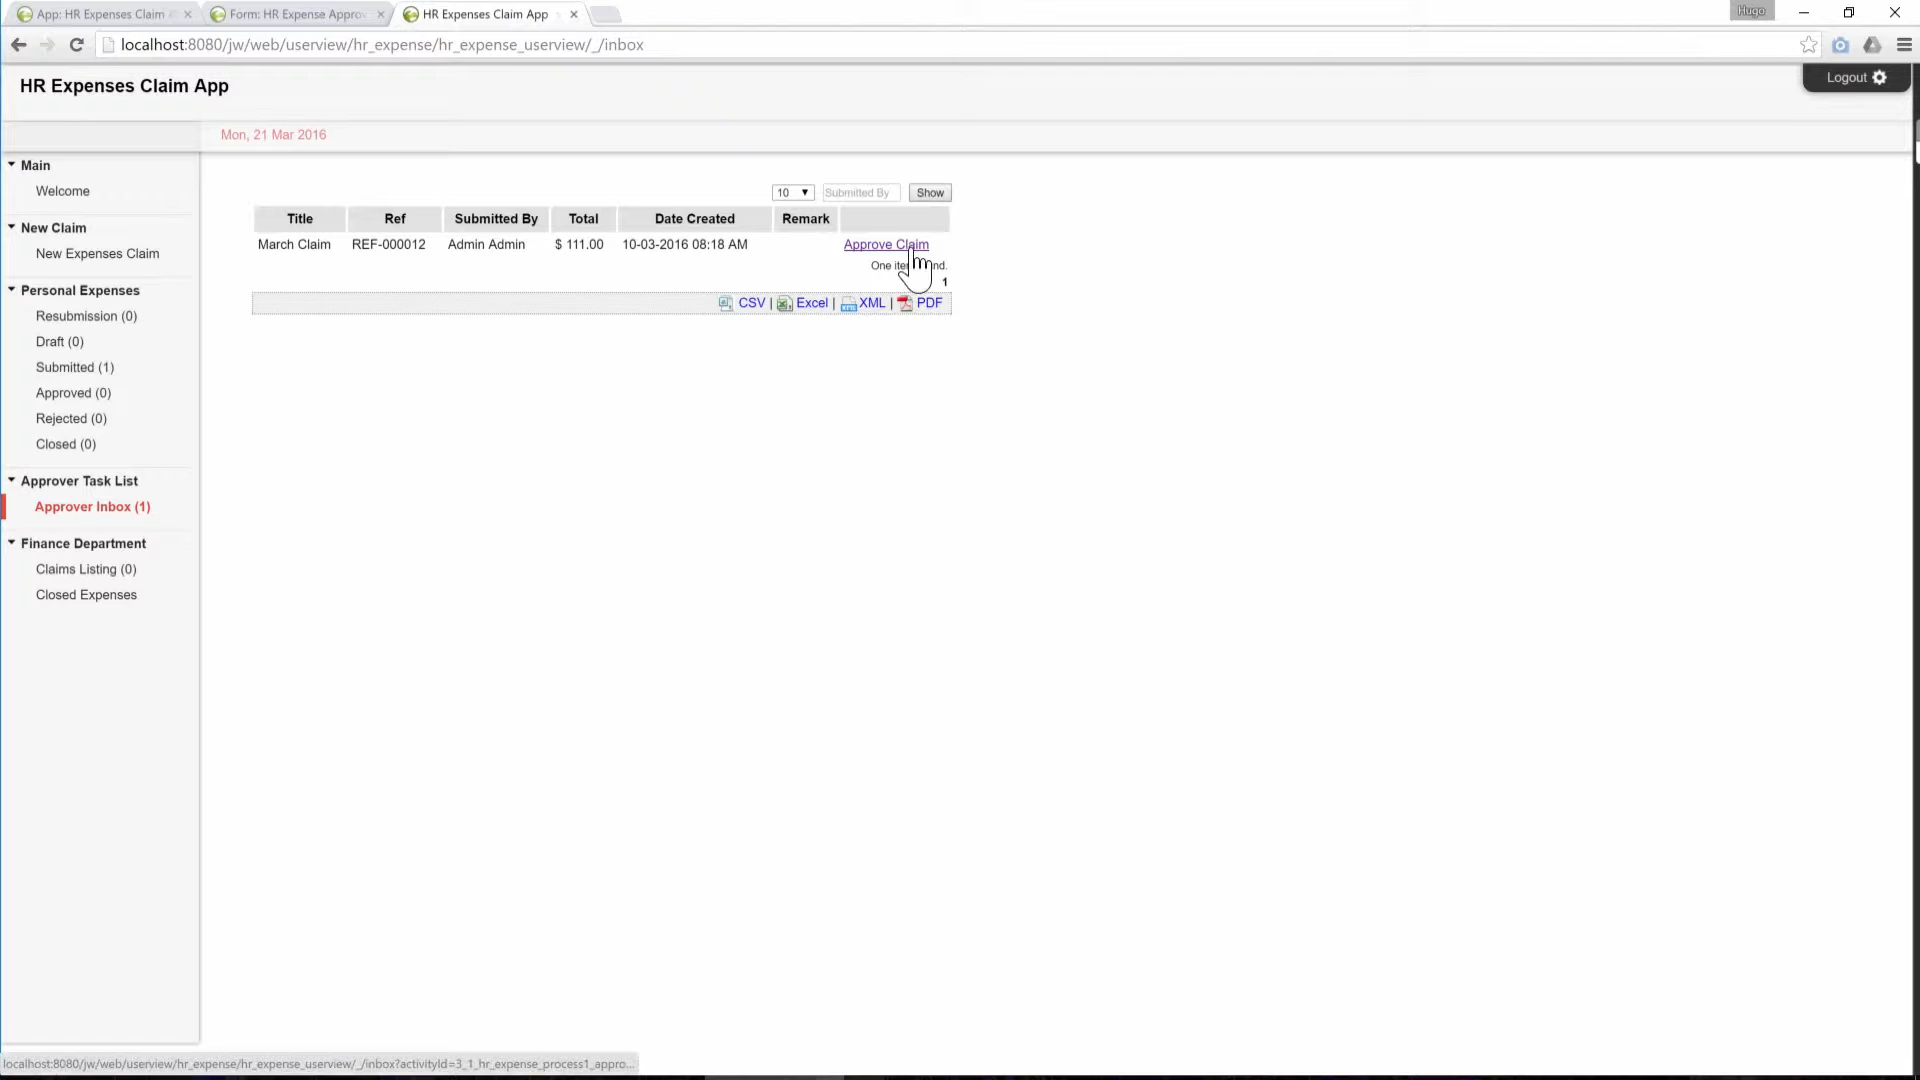 App: HR Expenses Claim
Form: HR Expense Approv
HR Expenses Claim App
Hugo
localhost:8080/jw/web/userview/hr_expense/hr_expense_userview/_/inbox
HR Expenses Claim App
Logout
Mon, 21 Mar 2016
Main
Welcome
New Claim
New Expenses Claim
Personal Expenses
Resubmission (0)
Draft (0)
Submitted (1)
Approved (0)
Rejected (0)
Closed (0)
Approver Task List
Approver Inbox (1)
Finance Department
Claims Listing (0)
Closed Expenses
10 Submitted By Show
Title Ref Submitted By Total Date Created Remark
March Claim REF-000012 Admin Admin $ 111.00 10-03-2016 08:18 AM Approve Claim
One
1
CSV | Excel | XML | PDF
localhost:8080/jw/web/userview/hr_expense/hr_expense_userview/_/inbox?activityId=3_1_hr_expense_process1_appro...